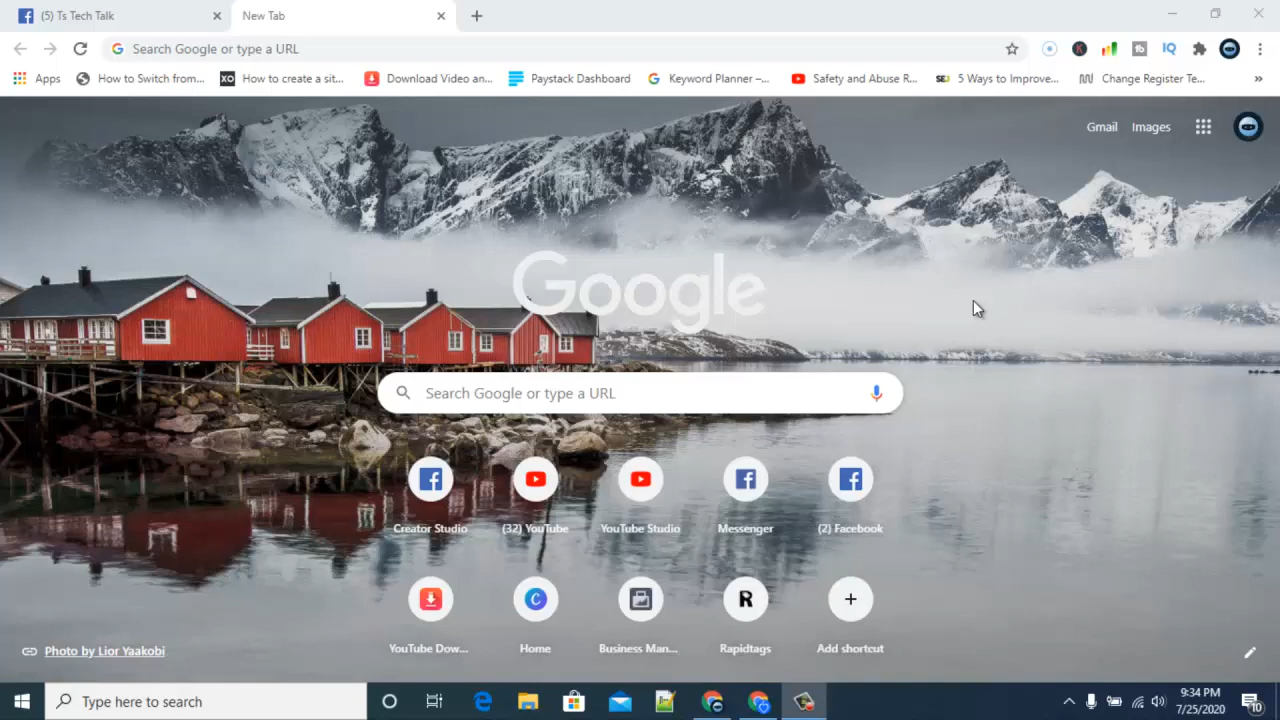 (5) Ts Tech Talk
New Tab
Search Google or type a URL
IQ
Apps
How to Switch from...
XO How to create a sit...
Download Video an...
Paystack Dashboard
Keyword Planner –...
Safety and Abuse R...
5 Ways to Improve...
Change Register Te...
»
Gmail
Images
Google
Search Google or type a URL
Creator Studio
(32) YouTube
YouTube Studio
Messenger
(2) Facebook
YouTube Dow...
Home
Business Man...
R
Rapidtags
Add shortcut
Photo by Lior Yaakobi
Type here to search
9:34 PM
7/25/2020
10